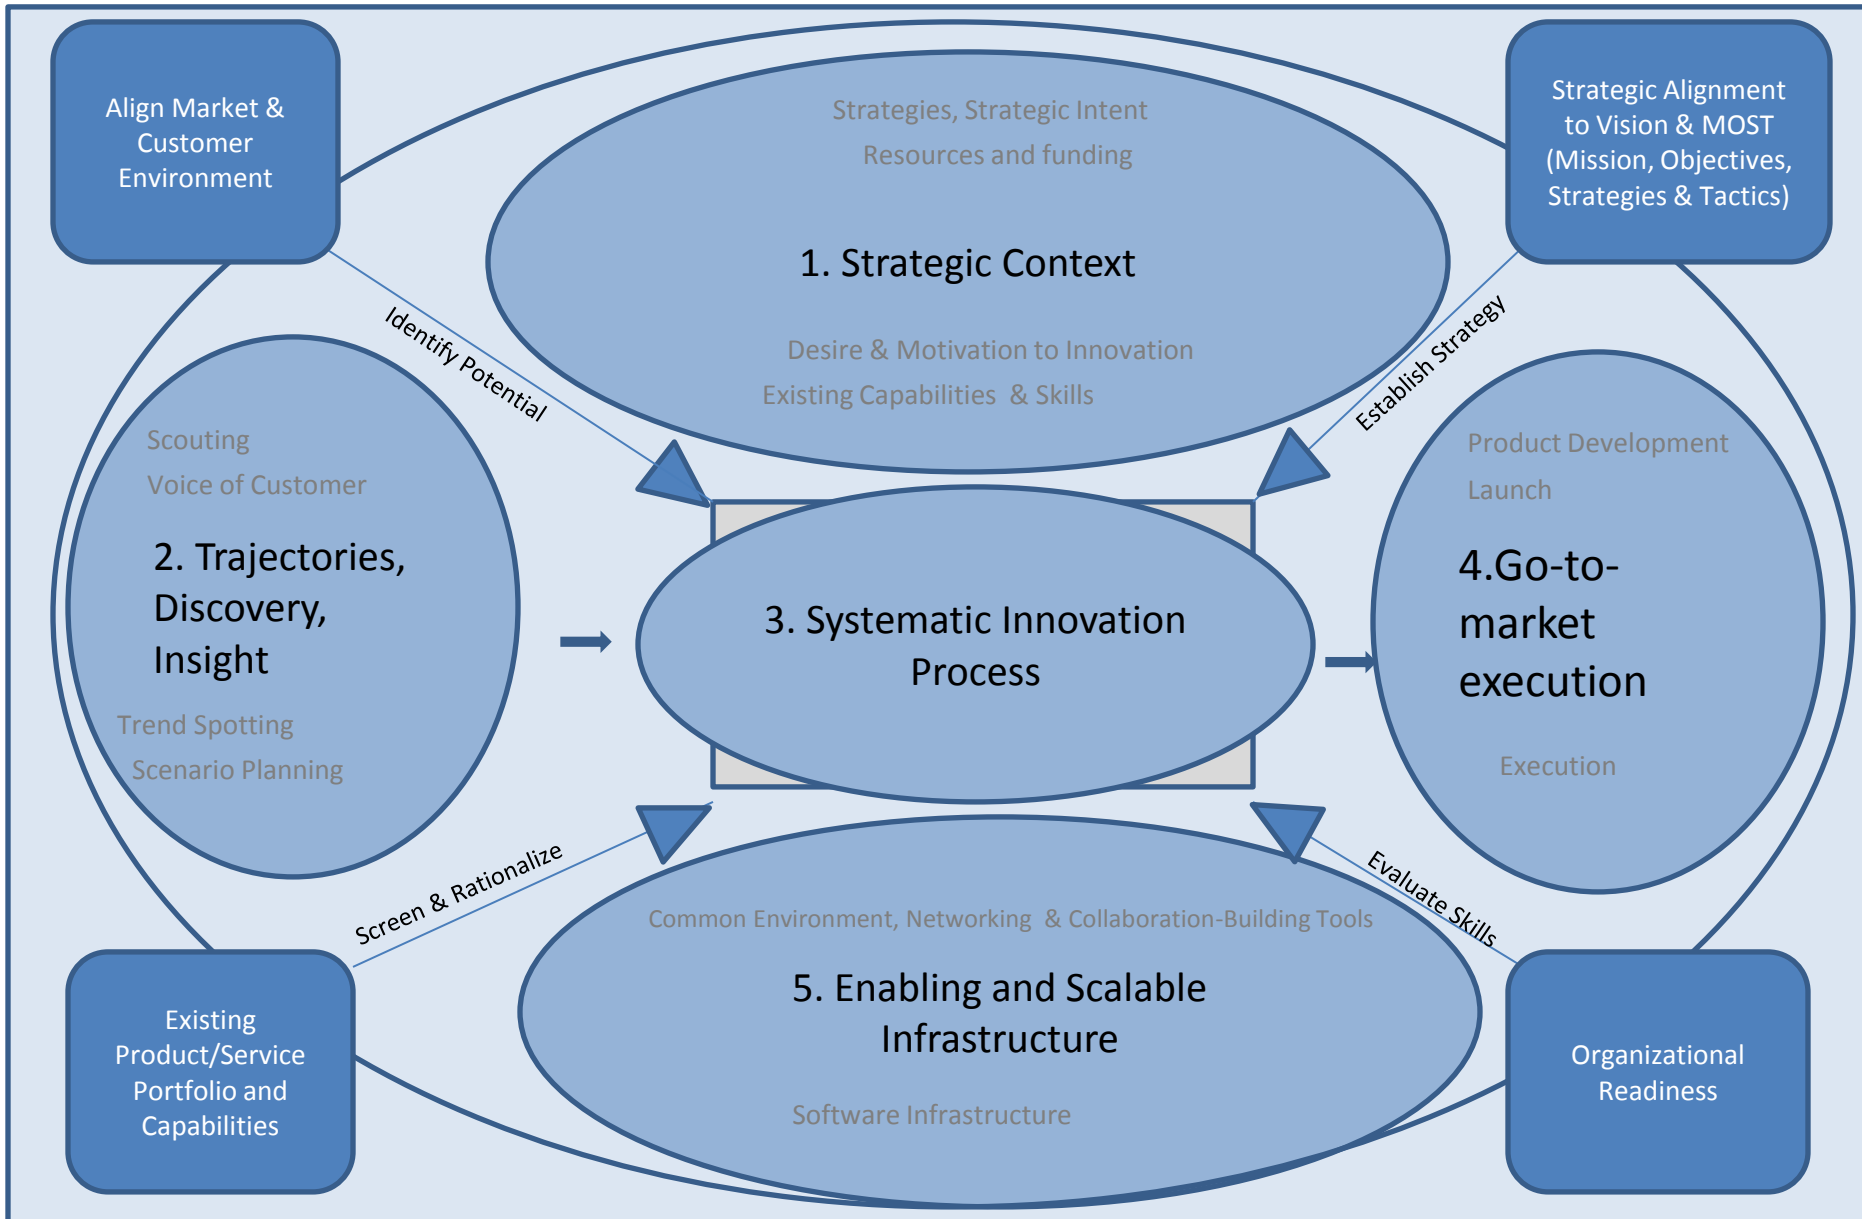 Align Market &
Customer
Environment
Strategies, Strategic Intent
Resources and funding
1. Strategic Context
Desire & Motivation to Innovation
Existing Capabilities & Skills
Strategic Alignment
to Vision & MOST
(Mission, Objectives,
Strategies & Tactics)
Identify Potential
Establish Strategy
Scouting
Voice of Customer
2. Trajectories,
Discovery,
Insight
Trend Spotting
Scenario Planning
3. Systematic Innovation
Process
Product Development
Launch
4.Go-to-
market
execution
Execution
Screen & Rationalize
Evaluate Skills
Common Environment, Networking & Collaboration-Building Tools
5. Enabling and Scalable
Infrastructure
Software Infrastructure
Existing
Product/Service
Portfolio and
Capabilities
Organizational
Readiness